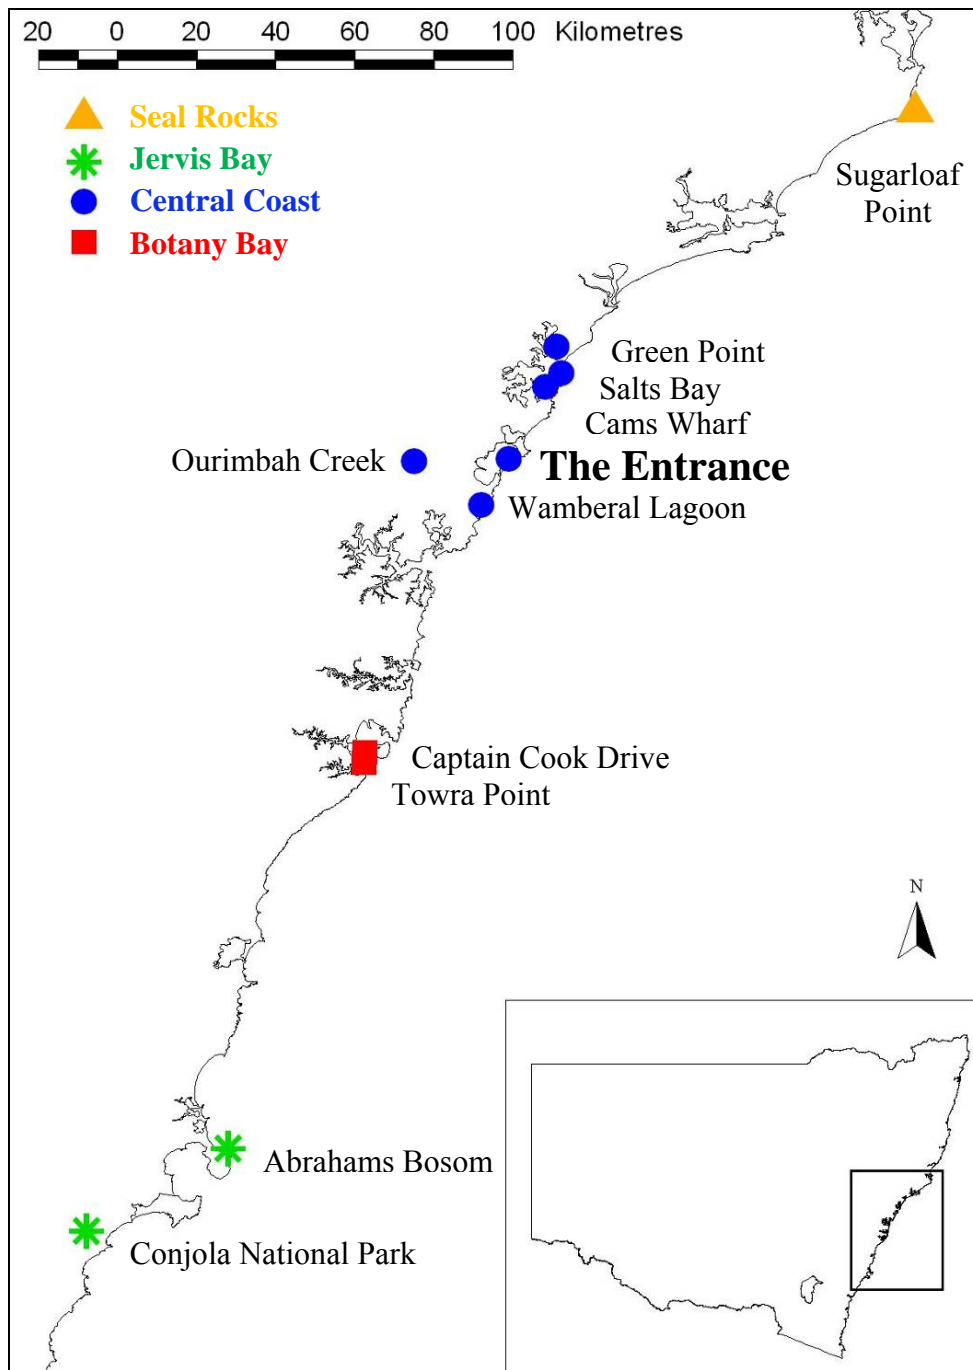 20 0 20 40 60 80 100 Kilometres
Seal Rocks
Jervis Bay
Central Coast
Botany Bay
Sugarloaf
Point
Green Point
Salts Bay
Cams Wharf
Ourimbah Creek
The Entrance
Wamberal Lagoon
Captain Cook Drive
Towra Point
N
Abrahams Bosom
Conjola National Park